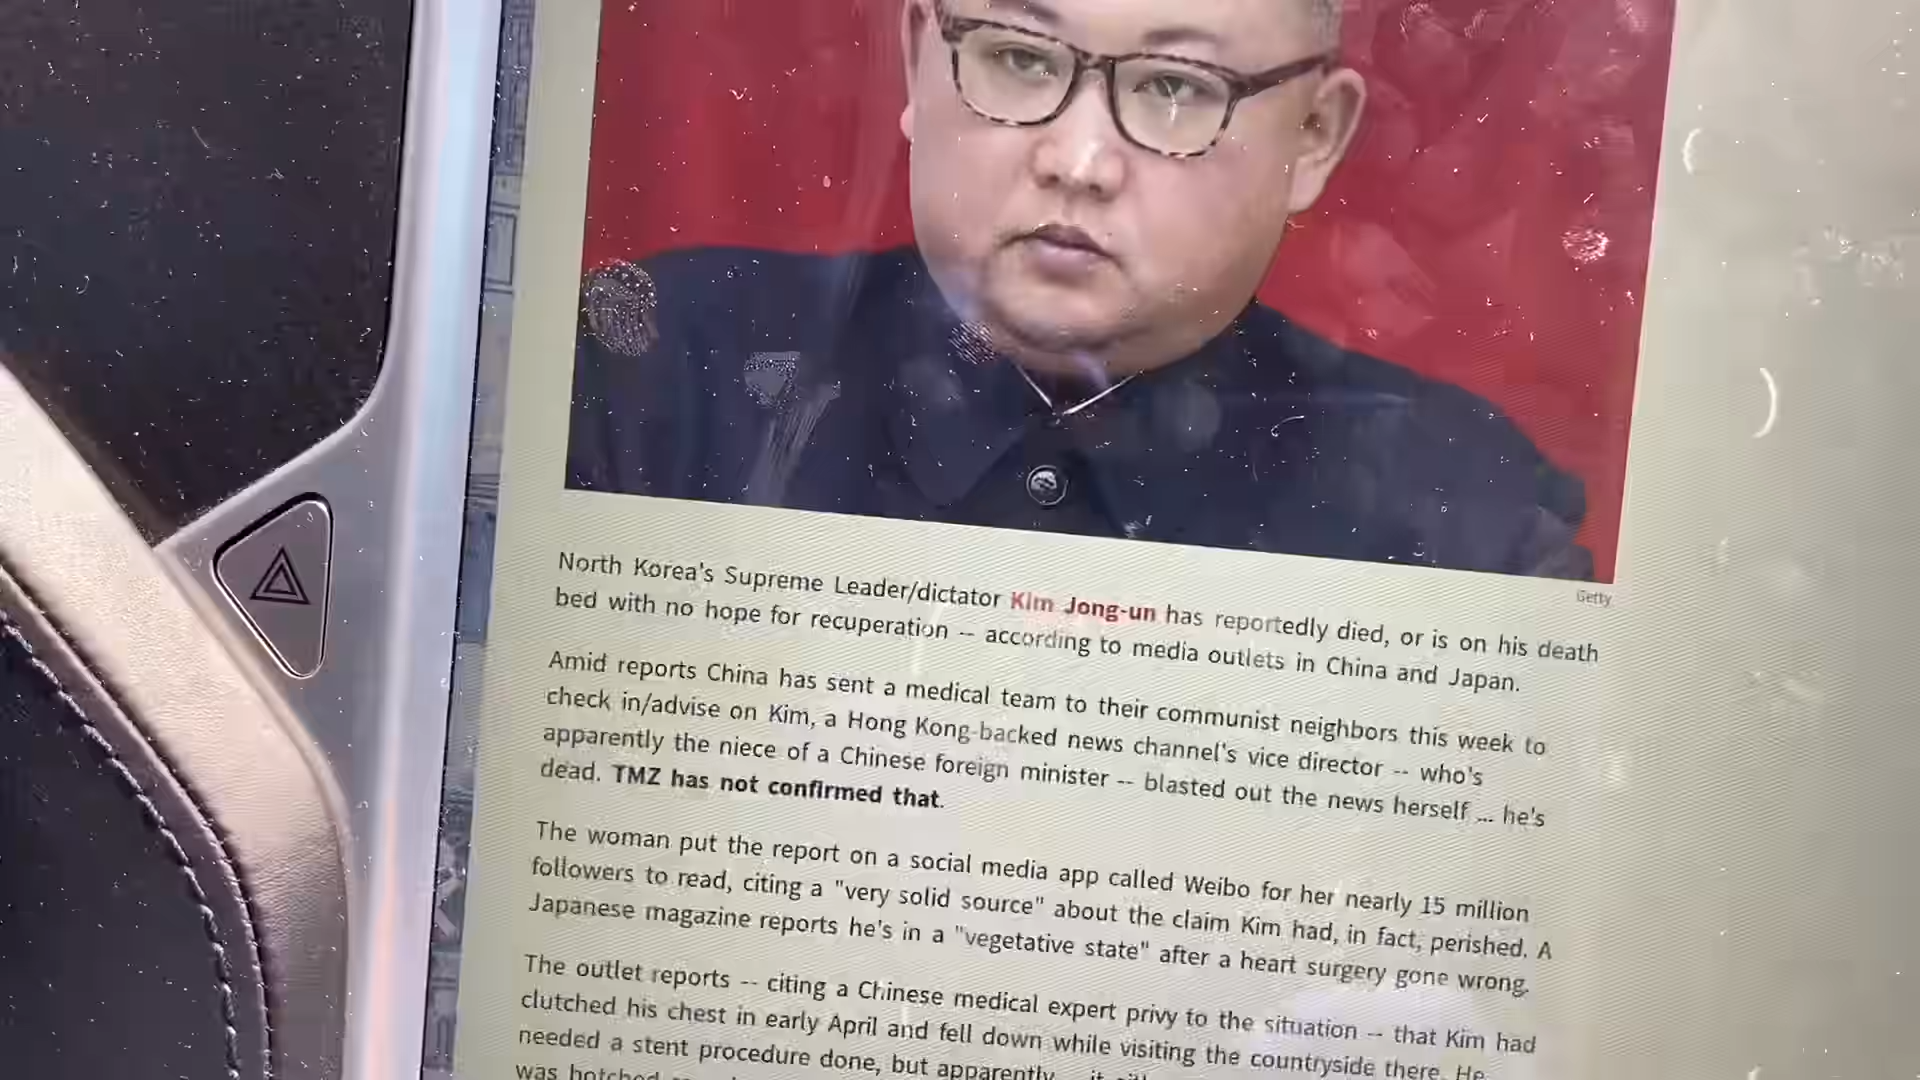 Getty
North Korea's Supreme Leader/dictator Kim Jong-un has reportedly died, or is on his death
bed with no hope for recuperation -- according to media outlets in China and Japan.
Amid reports China has sent a medical team to their communist neighbors this week to
check in/advise on Kim, a Hong Kong-backed news channel's vice director -- who's
apparently the niece of a Chinese foreign minister -- blasted out the news herself ... he's
dead. TMZ has not confirmed that.
The woman put the report on a social media app called Weibo for her nearly 15 million
followers to read, citing a "very solid source" about the claim Kim had, in fact, perished. A
Japanese magazine reports he's in a "vegetative state" after a heart surgery gone wrong.
The outlet reports -- citing a Chinese medical expert privy to the situation -- that Kim had
clutched his chest in early April and fell down while visiting the countryside there. He
needed a stent procedure done, but apparently
was botched